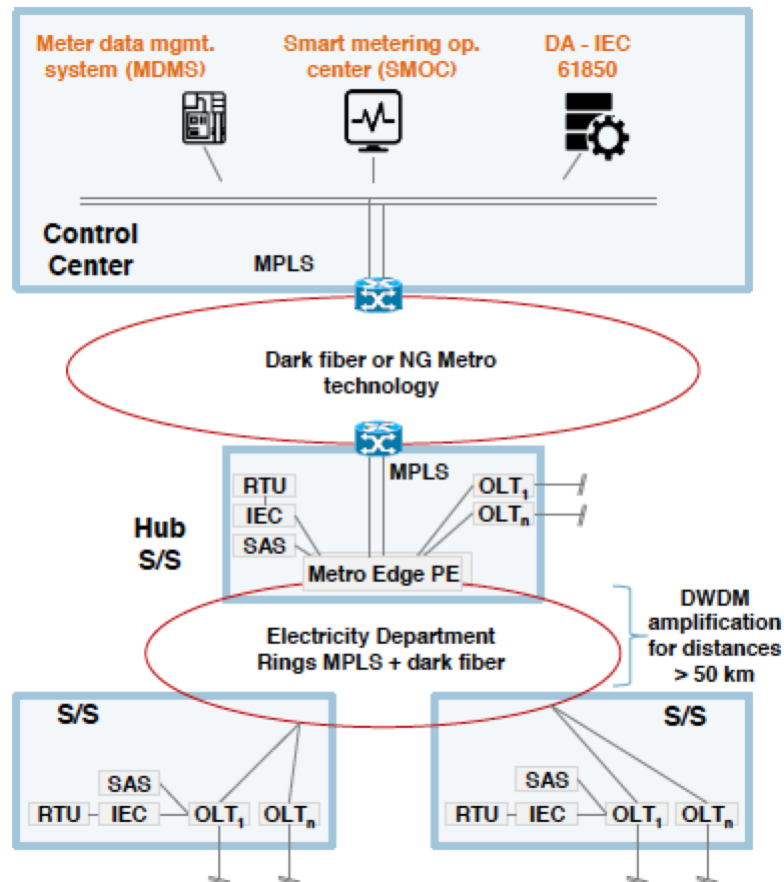 Meter data mgmt.
system (MDMS)
Smart metering op.
center (SMOC)
DA - IEC
61850
Control
Center
MPLS
Dark fiber or NG Metro
technology
MPLS
RTU
IEC
SAS
OLT₁
OLTₙ
Hub
S/S
Metro Edge PE
Electricity Department
Rings MPLS + dark fiber
DWDM
amplification
for distances
> 50 km
S/S
SAS
RTU
IEC
OLT₁
OLTₙ
S/S
SAS
RTU
IEC
OLT₁
OLTₙ